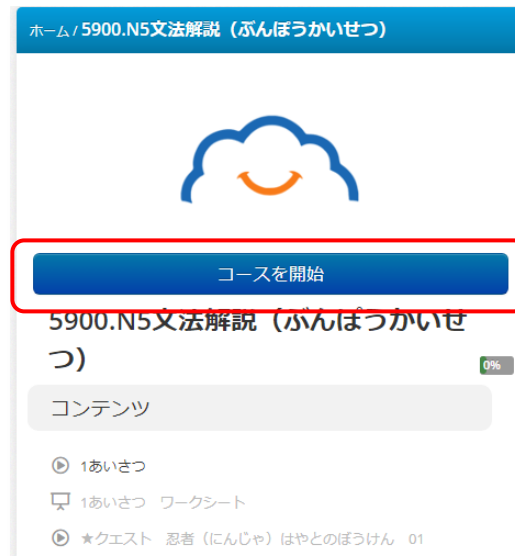 ホーム / 5900.N5文法解説（ぶんぽうかいせつ）
コースを開始
5900.N5文法解説（ぶんぽうかいせ
つ）
0%
コンテンツ
1あいさつ
1あいさつ　ワークシート
★クエスト　忍者（にんじゃ）はやとのぼうけん　01